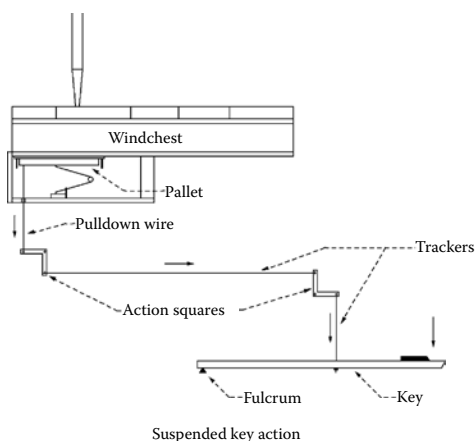 Windchest
Pallet
Pulldown wire
Trackers
Action squares
Fulcrum
Key
Suspended key action